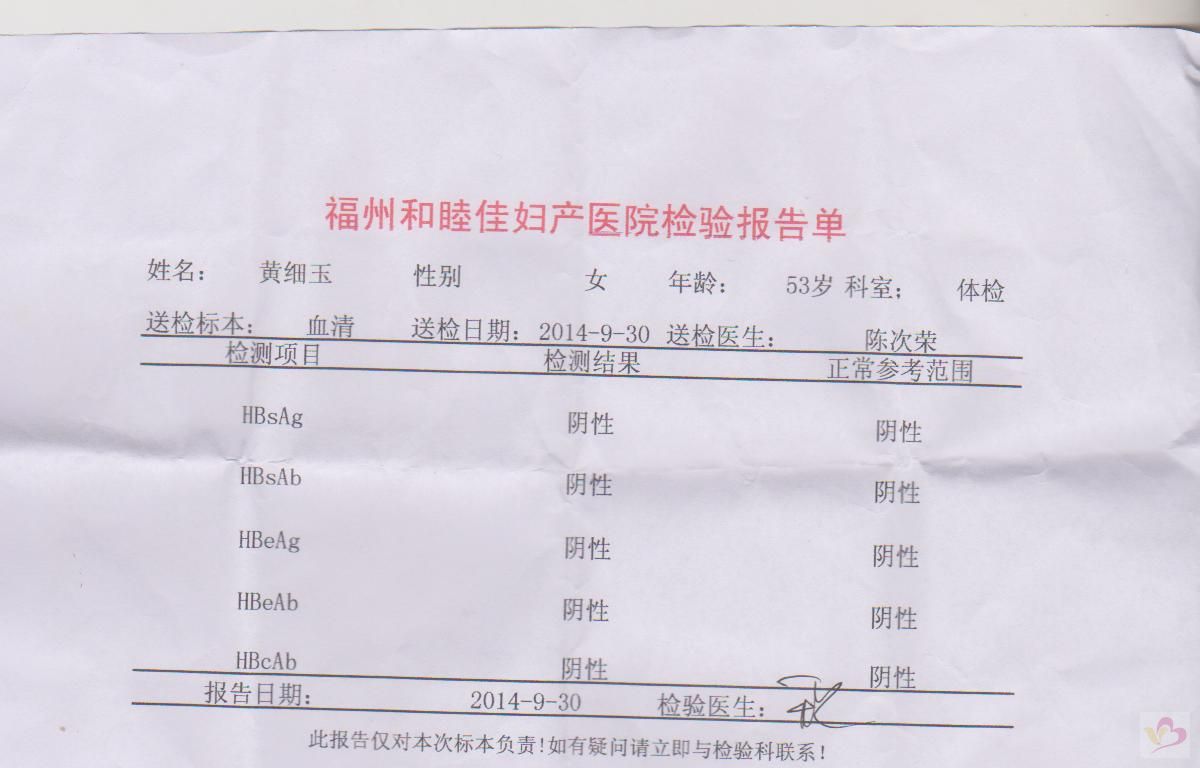 福州和睦佳妇产医院检验报告单
姓名： 黄细玉 性别 女 年龄： 53岁 科室； 体检
送检标本： 血清 送检日期：2014-9-30 送检医生： 陈次荣
检测项目 检测结果 正常参考范围
HBsAg 阴性 阴性
HBsAb 阴性 阴性
HBeAg 阴性 阴性
HBeAb 阴性 阴性
HBcAb 阴性 阴性
报告日期： 2014-9-30 检验医生：
此报告仅对本次标本负责!如有疑问请立即与检验科联系!